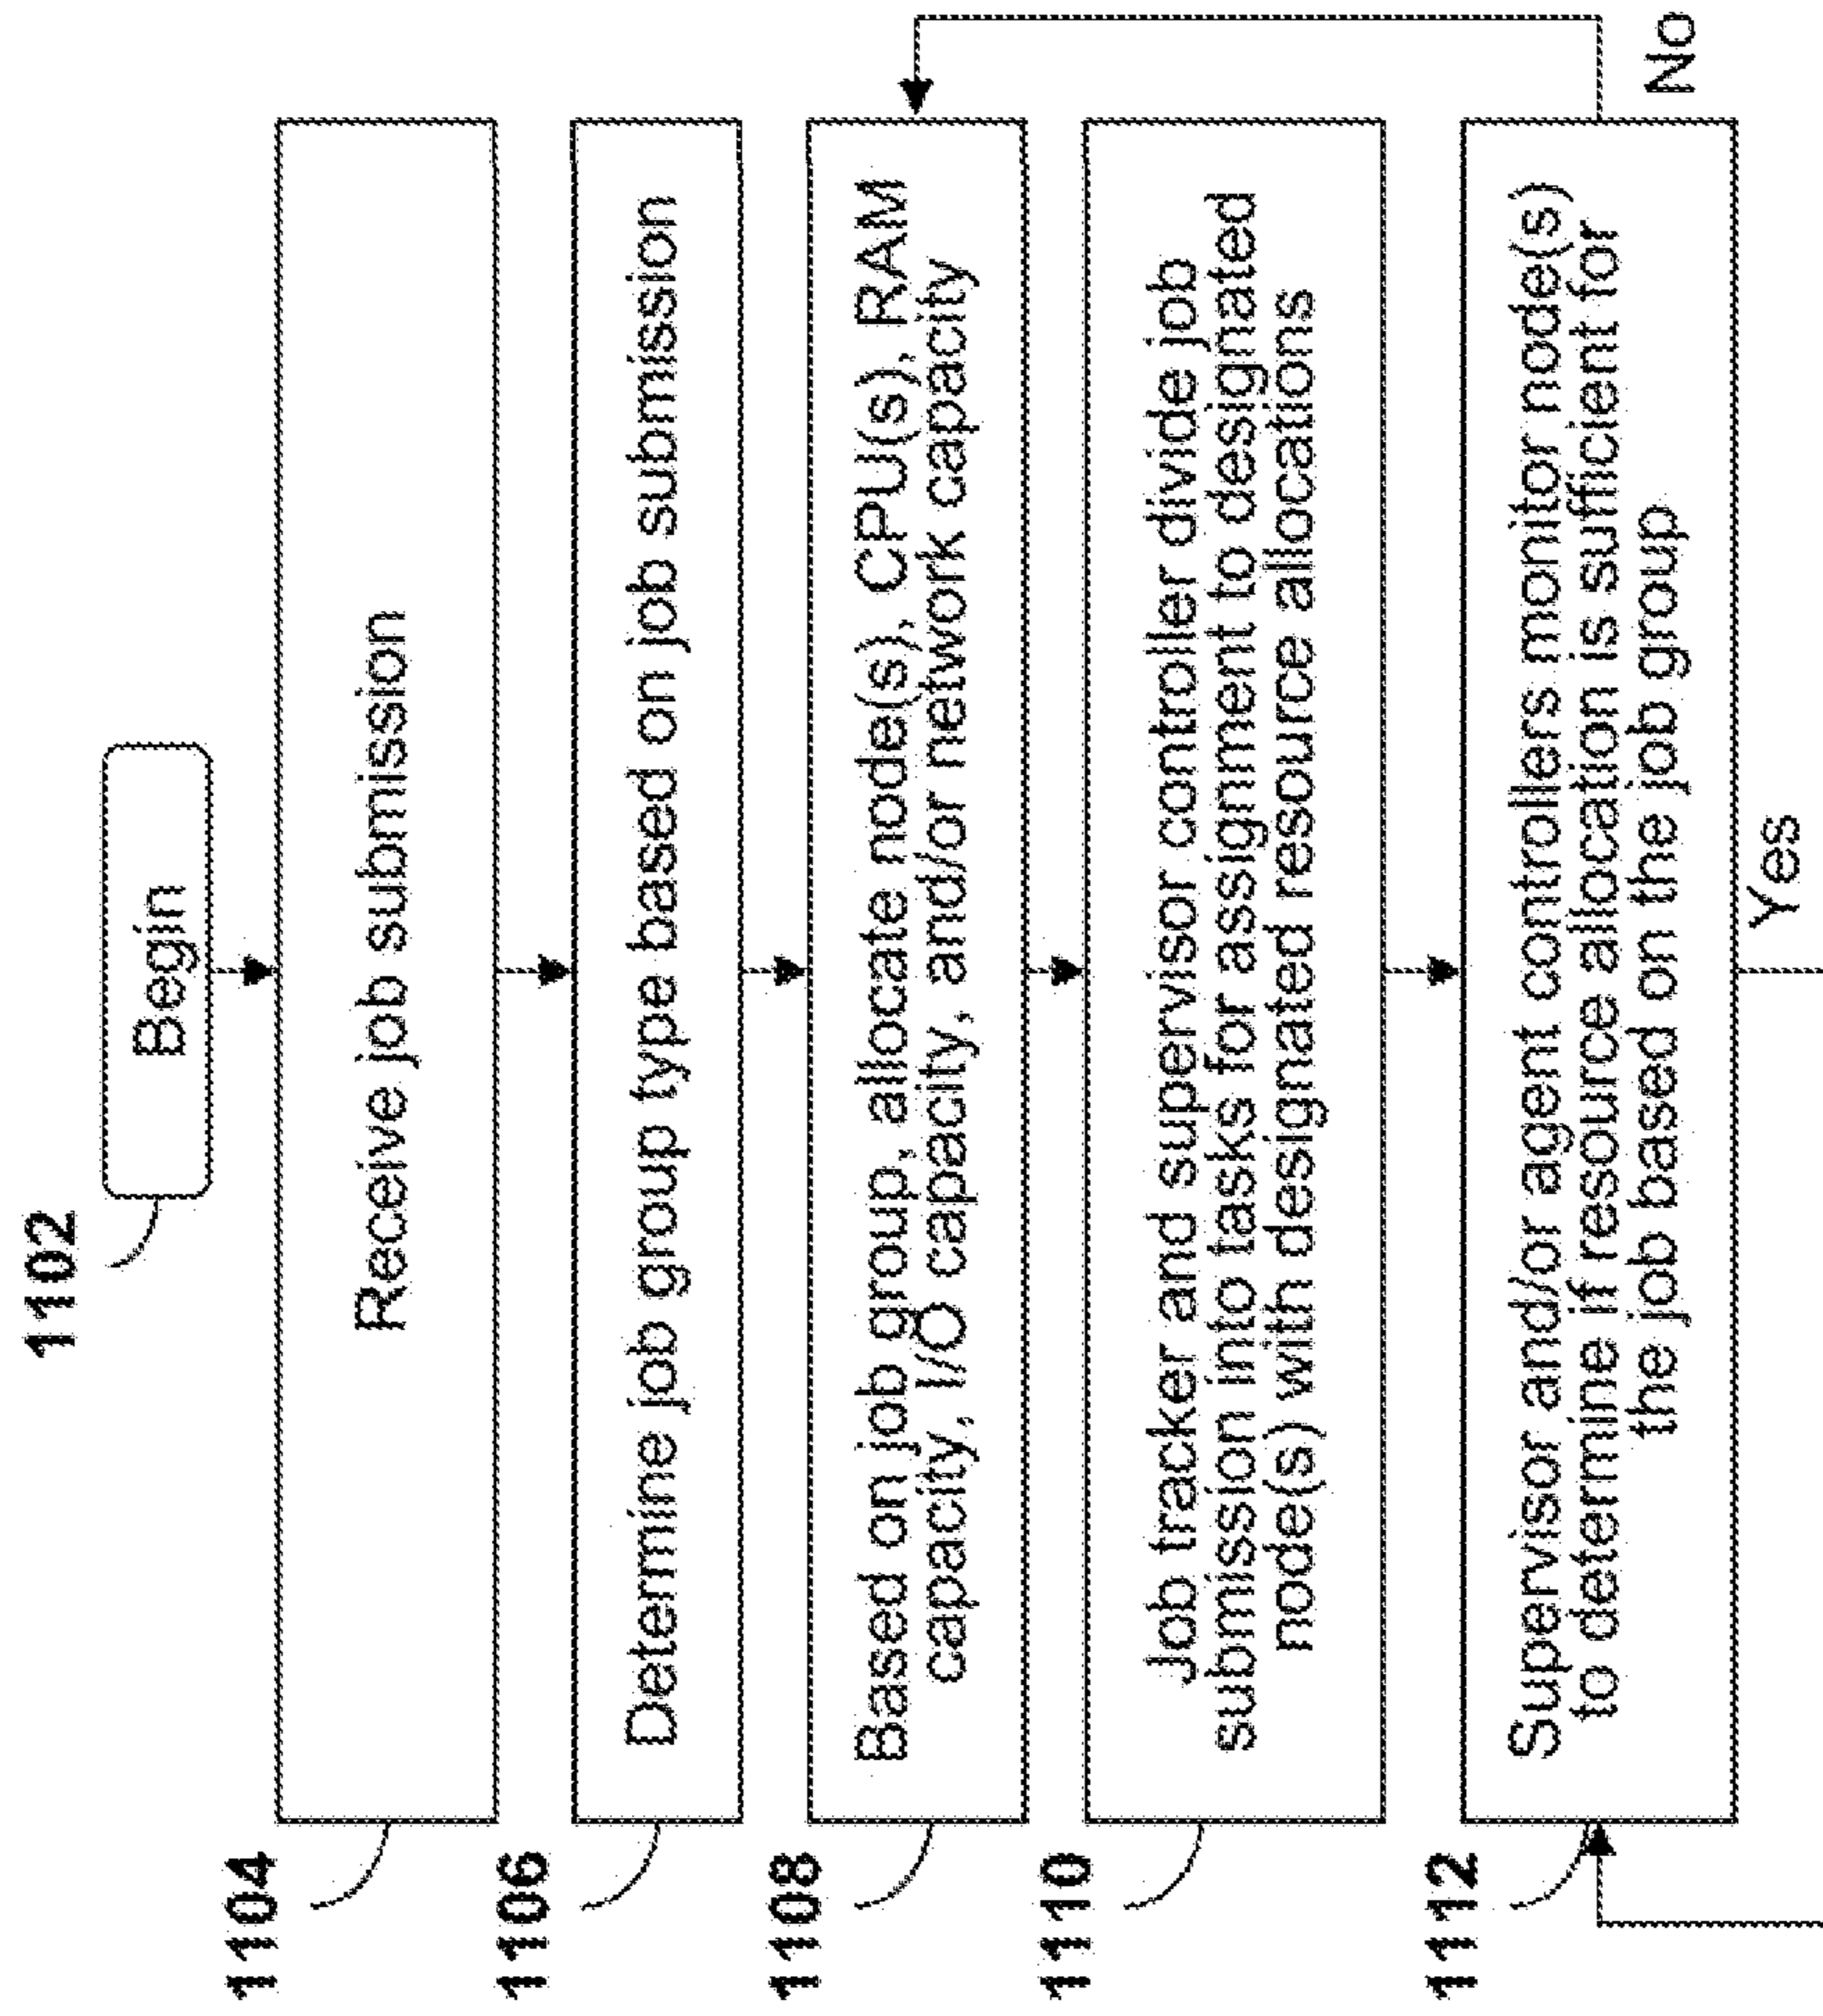 1102
Begin
1104
Receive job submission
1106
Determine job group type based on job submission
1108
Based on job group, allocate node(s), CPU(s), RAM
capacity, I/O capacity, and/or network capacity
1110
Job tracker and supervisor controller divide job
submission into tasks for assignment to designated
node(s) with designated resource allocations
1112
Supervisor and/or agent controllers monitor node(s)
to determine if resource allocation is sufficient for
the job based on the job group
No
Yes